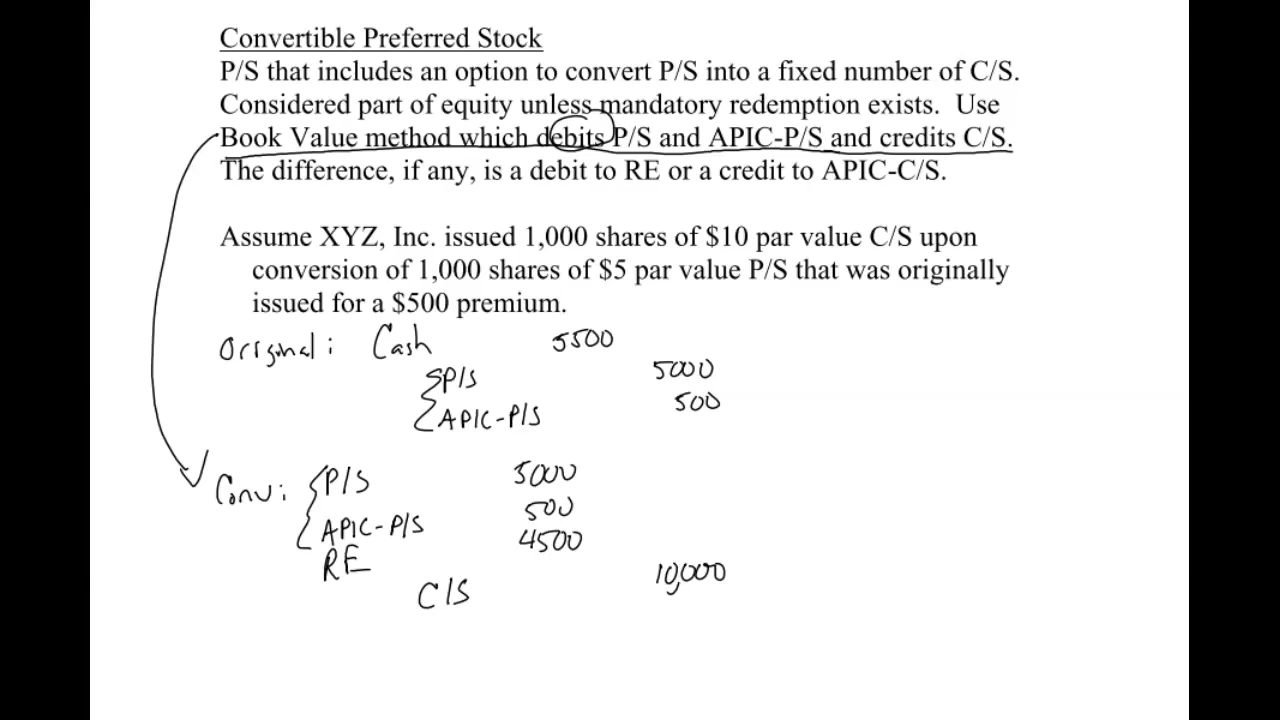 Convertible Preferred Stock
P/S that includes an option to convert P/S into a fixed number of C/S.
Considered part of equity unless mandatory redemption exists.  Use
Book Value method which debits P/S and APIC-P/S and credits C/S.
The difference, if any, is a debit to RE or a credit to APIC-C/S.
Assume XYZ, Inc. issued 1,000 shares of $10 par value C/S upon
conversion of 1,000 shares of $5 par value P/S that was originally
issued for a $500 premium.
Original: Cash 5500
P/S 5000
APIC-P/S 500
Conv: P/S 5000
APIC-P/S 500
RE 4500
C/S 10,000